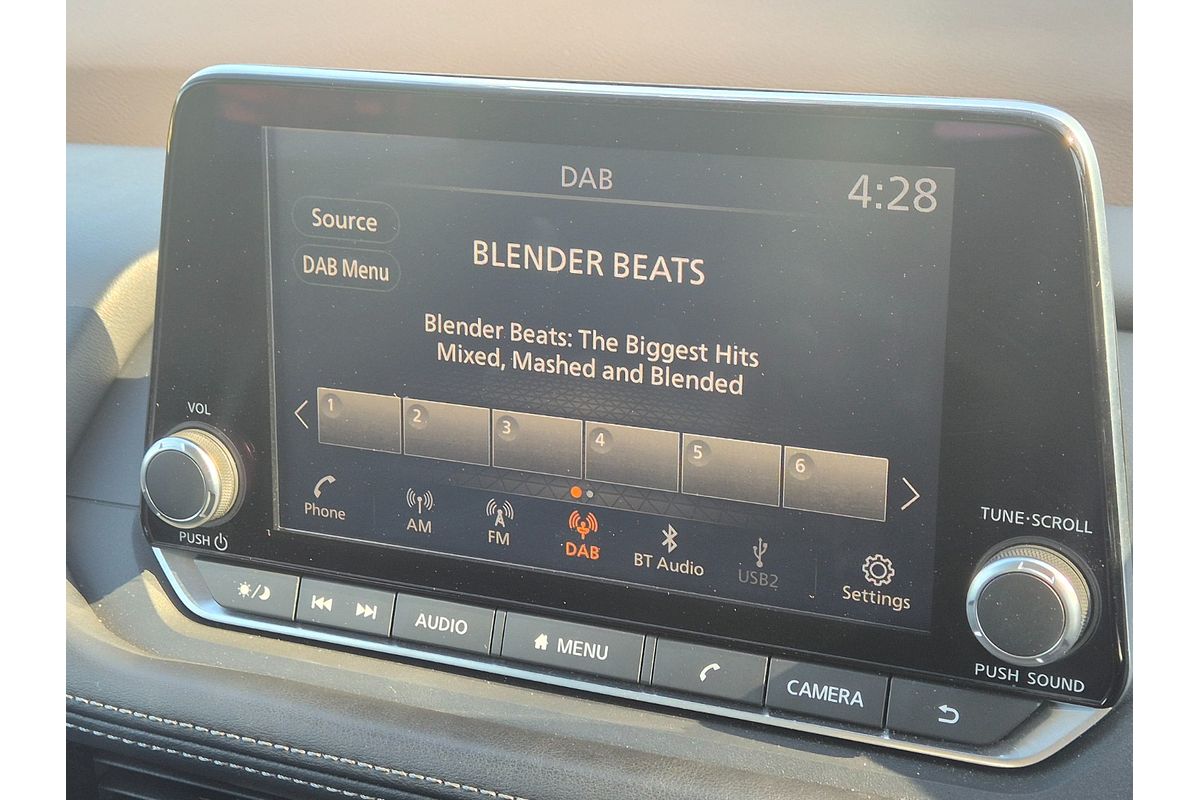 DAB
4:28
Source
DAB Menu
BLENDER BEATS
Blender Beats: The Biggest Hits
Mixed, Mashed and Blended
1 2 3 4 5 6
Phone AM FM DAB BT Audio USB2 Settings
VOL
PUSH
TUNE·SCROLL
PUSH SOUND
AUDIO MENU CAMERA